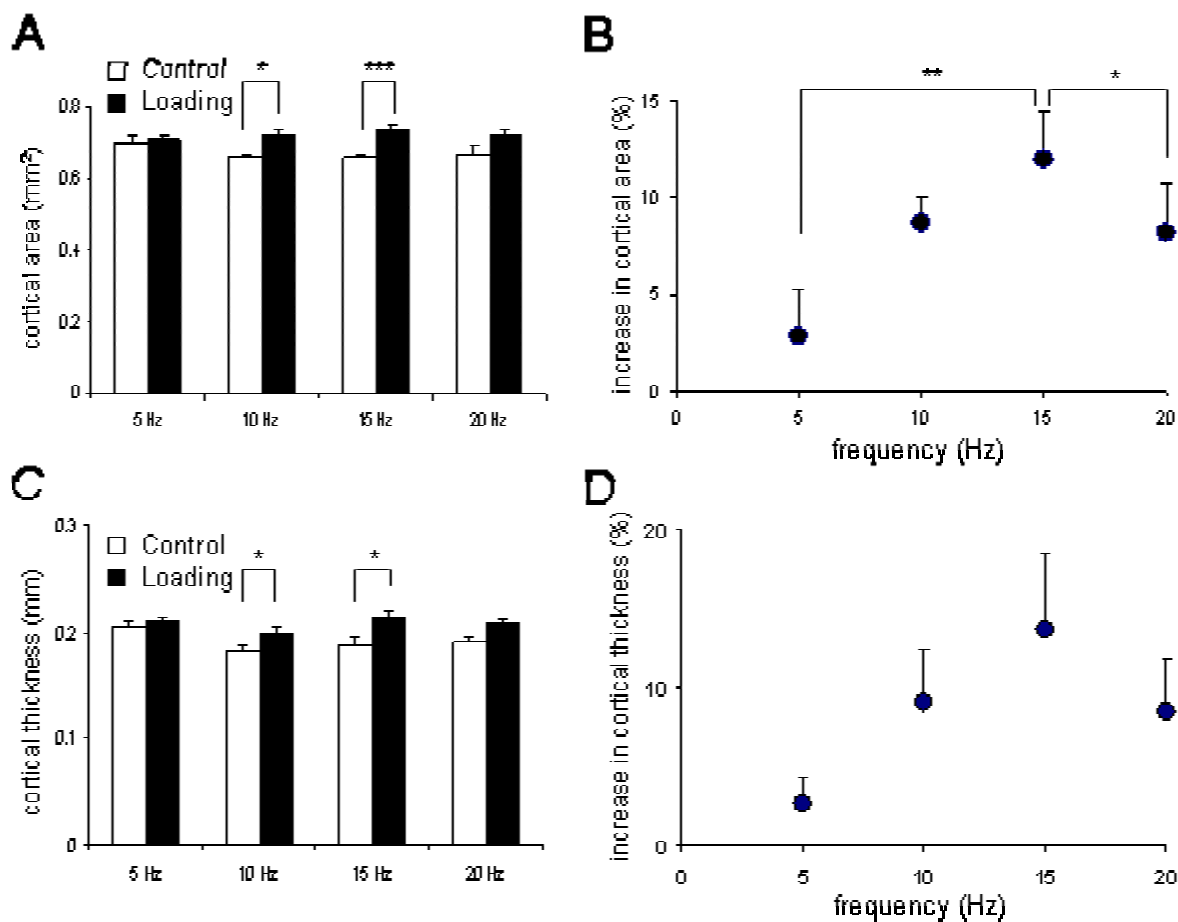 A
Control
Loading
*
***
cortical area (mm²)
0.8
0.6
0.4
0.2
0
5 Hz
10 Hz
15 Hz
20 Hz
B
**
*
increase in cortical area (%)
15
10
5
0
0
5
10
15
20
frequency (Hz)
C
Control
Loading
*
*
cortical thickness (mm)
0.3
0.2
0.1
0
5 Hz
10 Hz
15 Hz
20 Hz
D
increase in cortical thickness (%)
20
10
0
0
5
10
15
20
frequency (Hz)